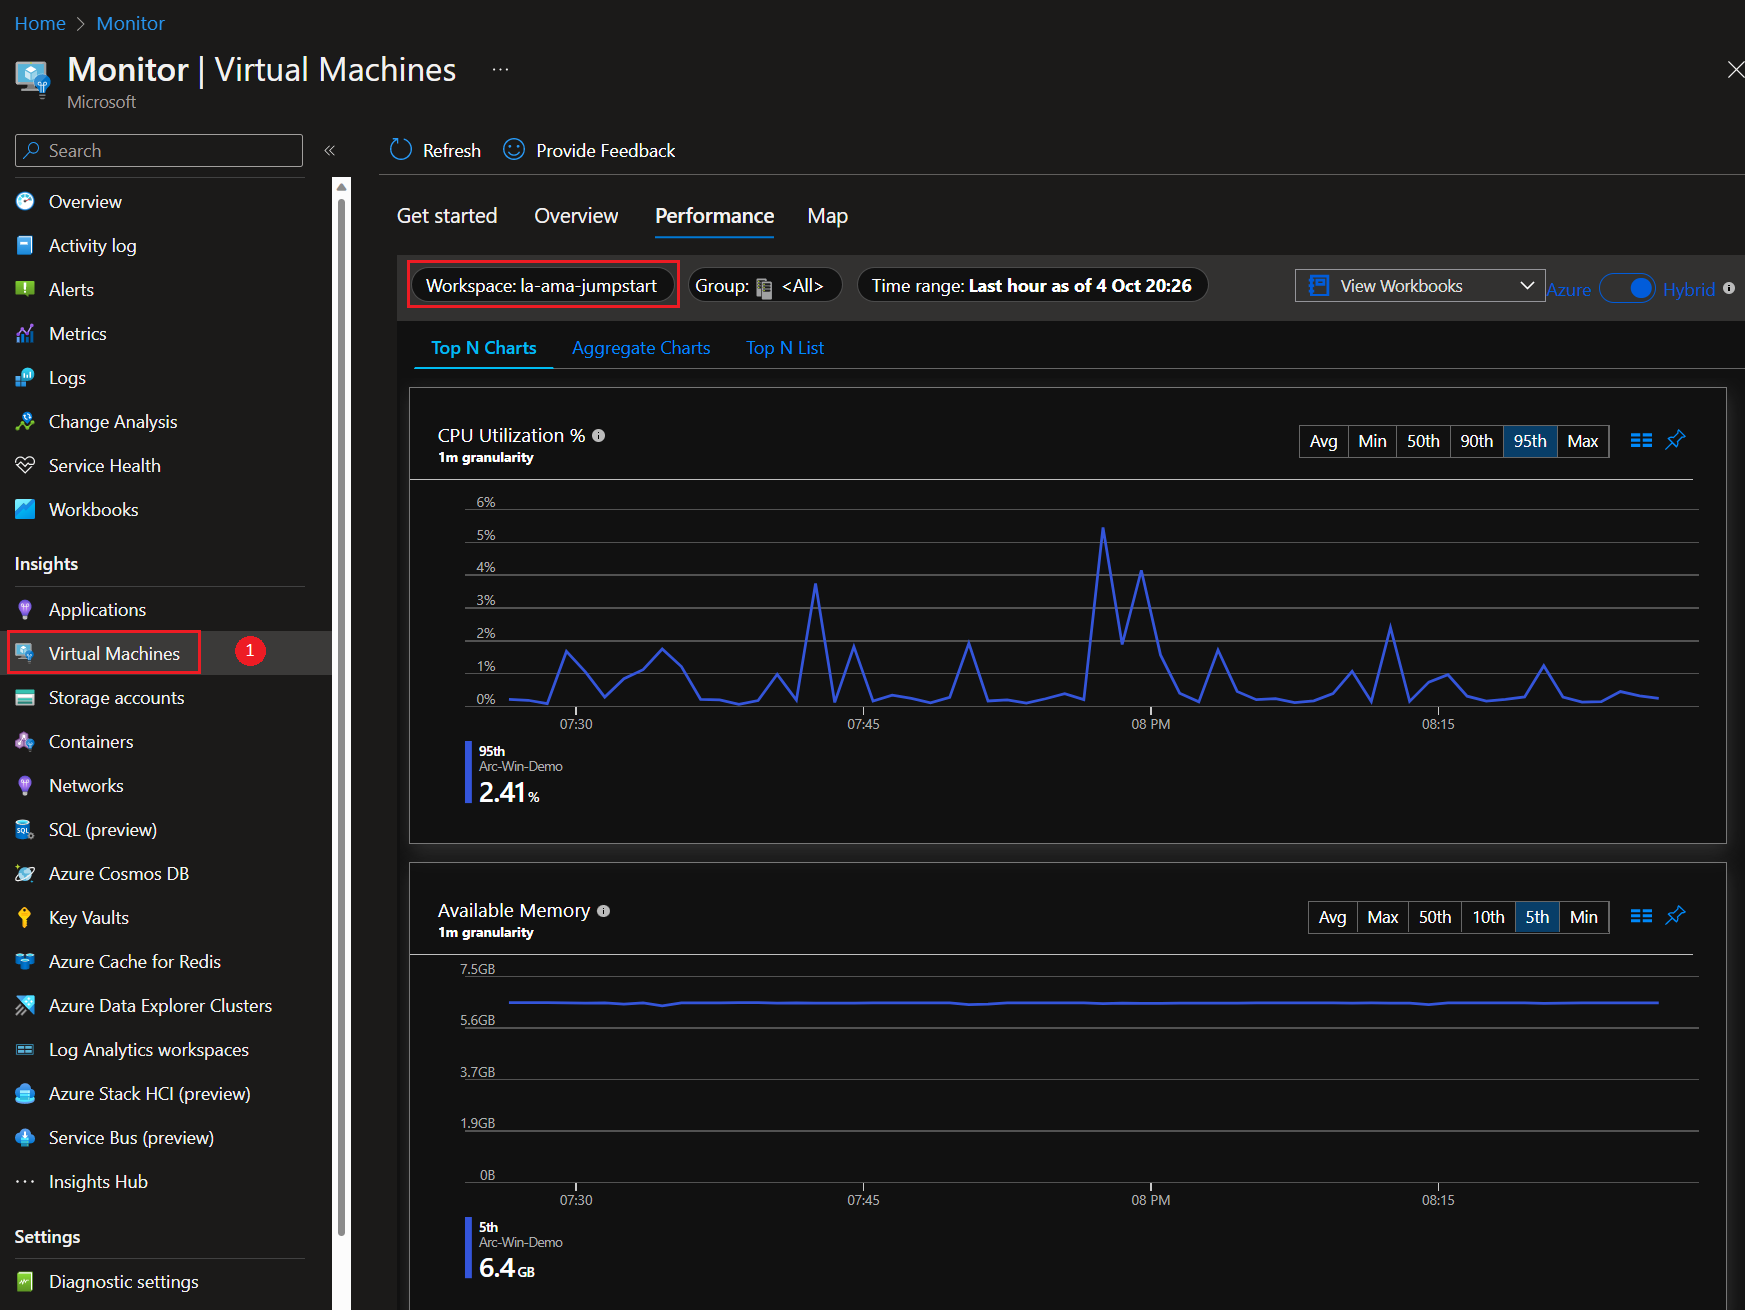 Home > Monitor
Monitor | Virtual Machines ...
Microsoft
Search
«
Overview
Activity log
Alerts
Metrics
Logs
Change Analysis
Service Health
Workbooks
Insights
Applications
Virtual Machines
1
Storage accounts
Containers
Networks
SQL (preview)
Azure Cosmos DB
Key Vaults
Azure Cache for Redis
Azure Data Explorer Clusters
Log Analytics workspaces
Azure Stack HCI (preview)
Service Bus (preview)
Insights Hub
Settings
Diagnostic settings
Refresh Provide Feedback
Get started Overview Performance Map
Workspace: la-ama-jumpstart Group: <All> Time range: Last hour as of 4 Oct 20:26 View Workbooks Azure Hybrid
Top N Charts Aggregate Charts Top N List
CPU Utilization %
1m granularity
Avg Min 50th 90th 95th Max
6%
5%
4%
3%
2%
1%
0%
07:30 07:45 08 PM 08:15
95th
Arc-Win-Demo
2.41 %
Available Memory
1m granularity
Avg Max 50th 10th 5th Min
7.5GB
5.6GB
3.7GB
1.9GB
0B
07:30 07:45 08 PM 08:15
5th
Arc-Win-Demo
6.4 GB